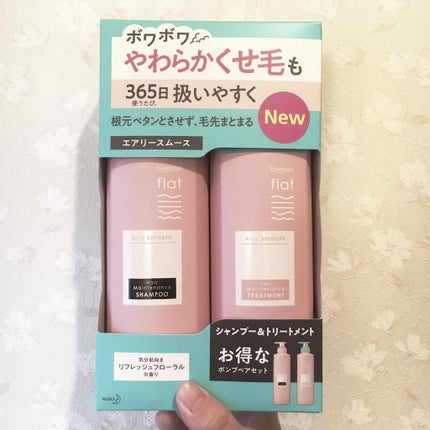 ボワボワ
やわらかくせ毛も
365日 扱いやすく
使うたび、
根元ペタンとさせず、毛先まとまる
New
エアリースムース
Essential
flat
Airy Smooth
Hair
Maintenance
SHAMPOO
Essential
flat
Airy Smooth
Hair
Maintenance
TREATMENT
気分前向き
リフレッシュフローラル
の香り
シャンプー&トリートメント
お得な
ポンプペアセット
KAO